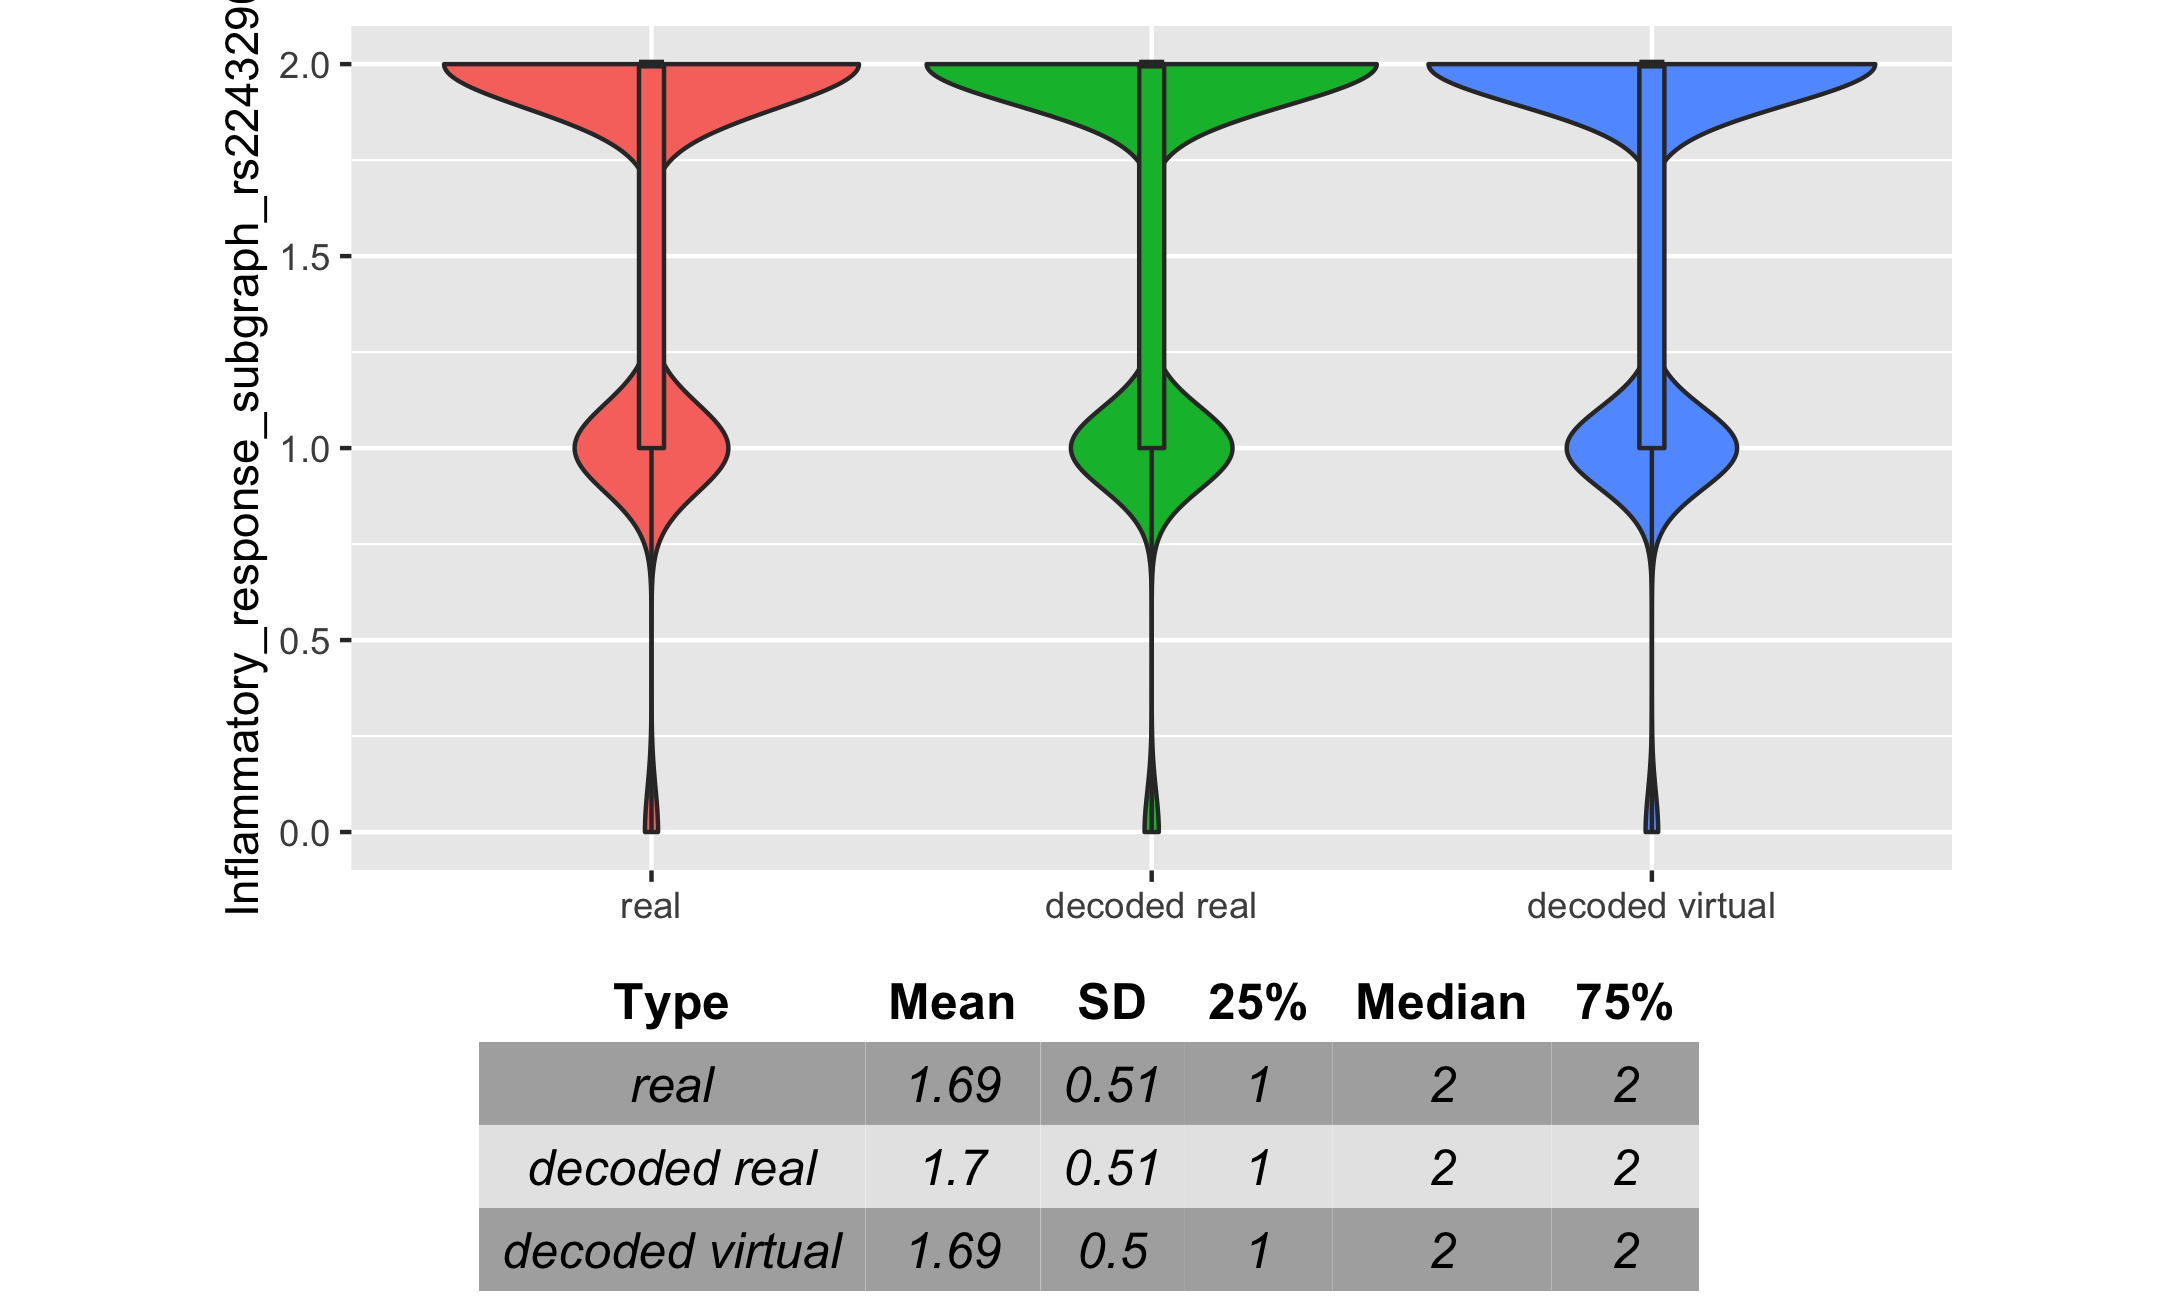 Inflammatory_response_subgraph_rs2243290
2.0
1.5
1.0
0.5
0.0
real decoded real decoded virtual
Type Mean SD 25% Median 75%
real 1.69 0.51 1 2 2
decoded real 1.7 0.51 1 2 2
decoded virtual 1.69 0.5 1 2 2